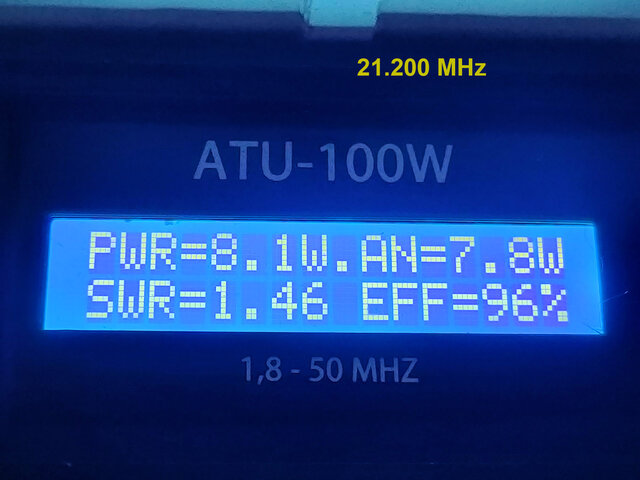 21.200 MHz
ATU-100W
PWR=8.1W.AN=7.8W
SWR=1.46 EFF=96%
1,8 - 50 MHZ